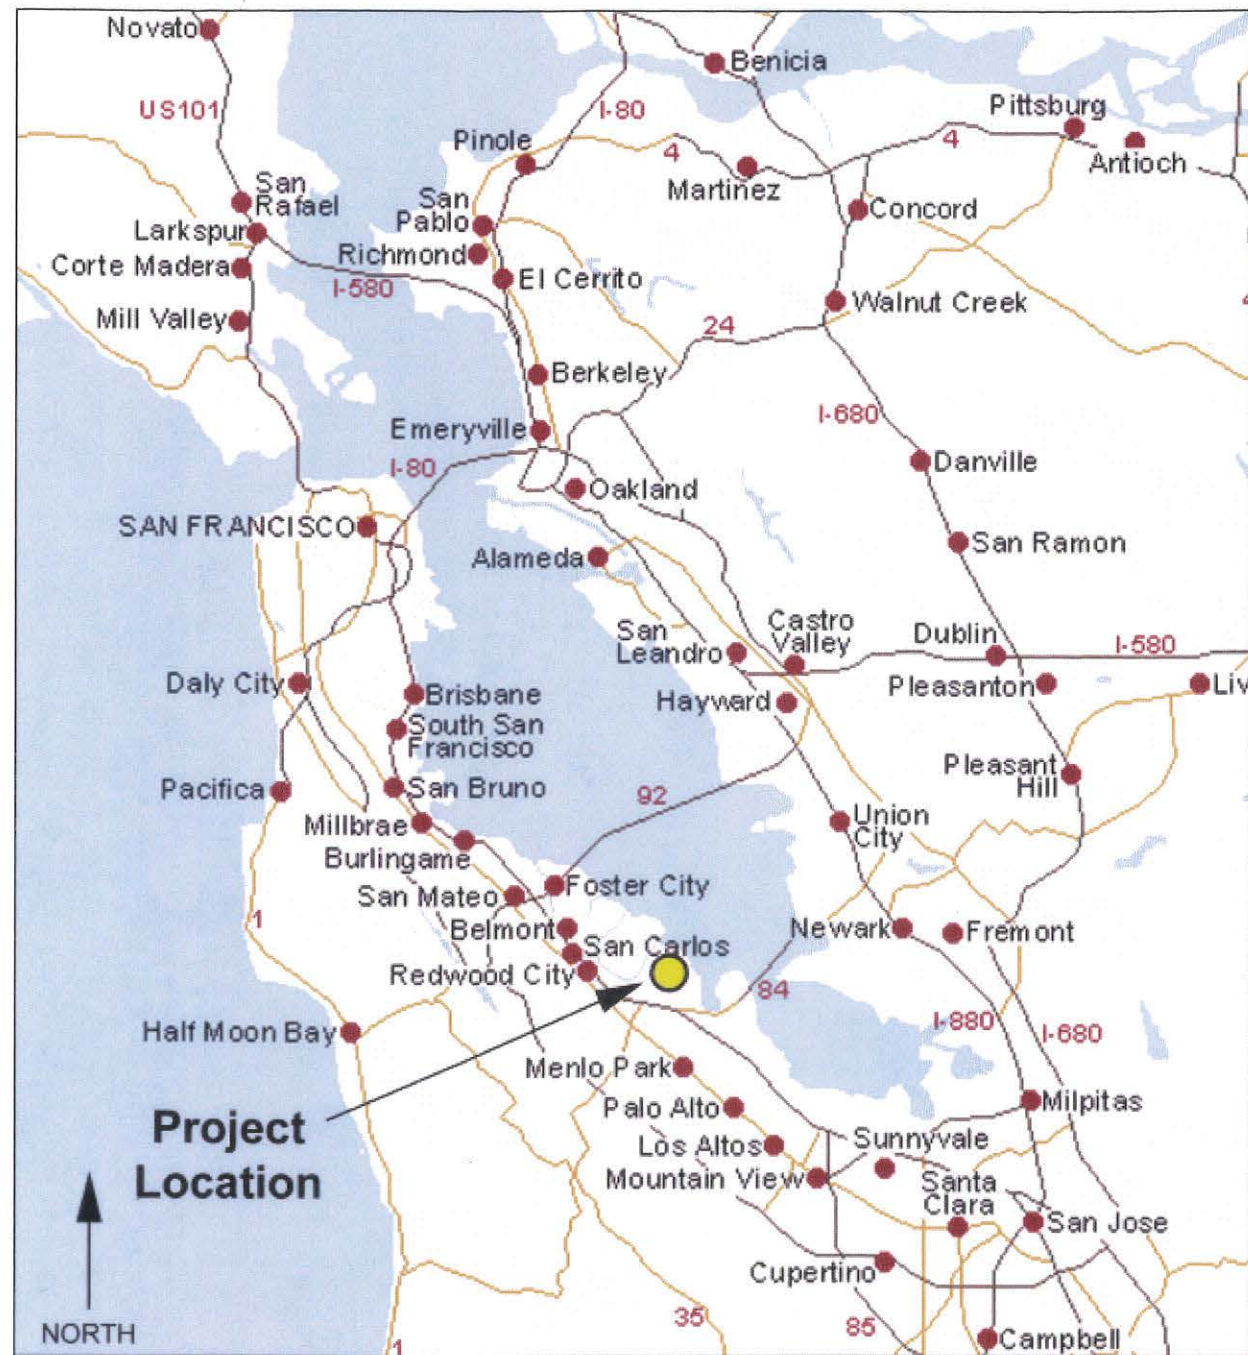 Novato
Benicia
US101
I-80
Pittsburg
Pinole
4
4
Antioch
Martinez
San
Rafael
San
Pablo
Concord
Larkspur
Richmond
Corte Madera
El Cerrito
I-580
Walnut Creek
Mill Valley
24
Berkeley
I-680
Emeryville
I-80
Danville
Oakland
SAN FRANCISCO
Alameda
San Ramon
San
Leandro
Castro
Valley
Dublin
I-580
Daly City
Brisbane
Hayward
Pleasanton
Liv
South San
Francisco
Pacifica
San Bruno
92
Pleasant
Hill
Millbrae
Union
City
Burlingame
San Mateo
Foster City
1
Belmont
San Carlos
Newark
Fremont
Redwood City
84
Half Moon Bay
I-880
I-680
Menlo Park
Project
Location
Palo Alto
Milpitas
Los Altos
Sunnyvale
Mountain View
Santa
Clara
San Jose
Cupertino
NORTH
35
85
Campbell
1